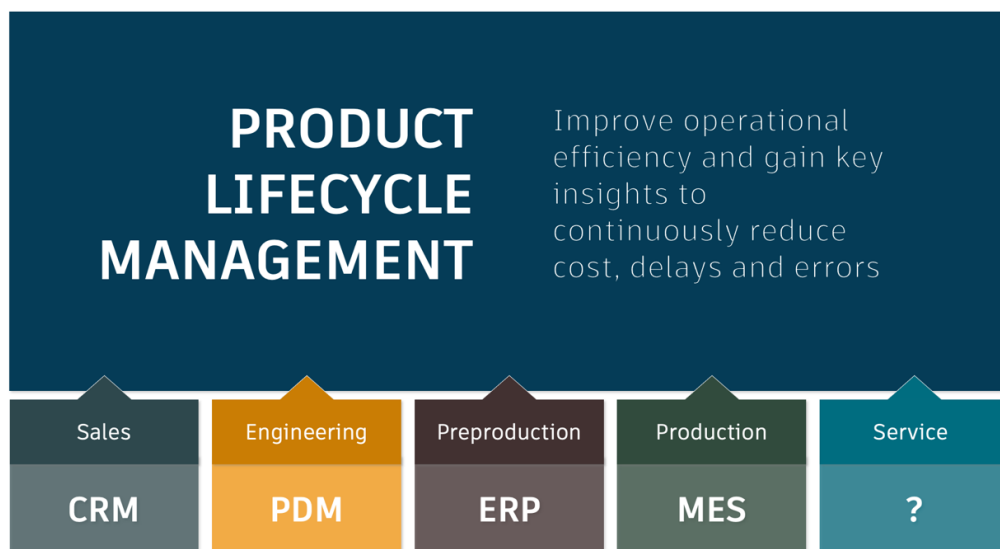 PRODUCT
LIFECYCLE
MANAGEMENT
Improve operational
efficiency and gain key
insights to
continuously reduce
cost, delays and errors
Sales
Engineering
Preproduction
Production
Service
CRM
PDM
ERP
MES
?